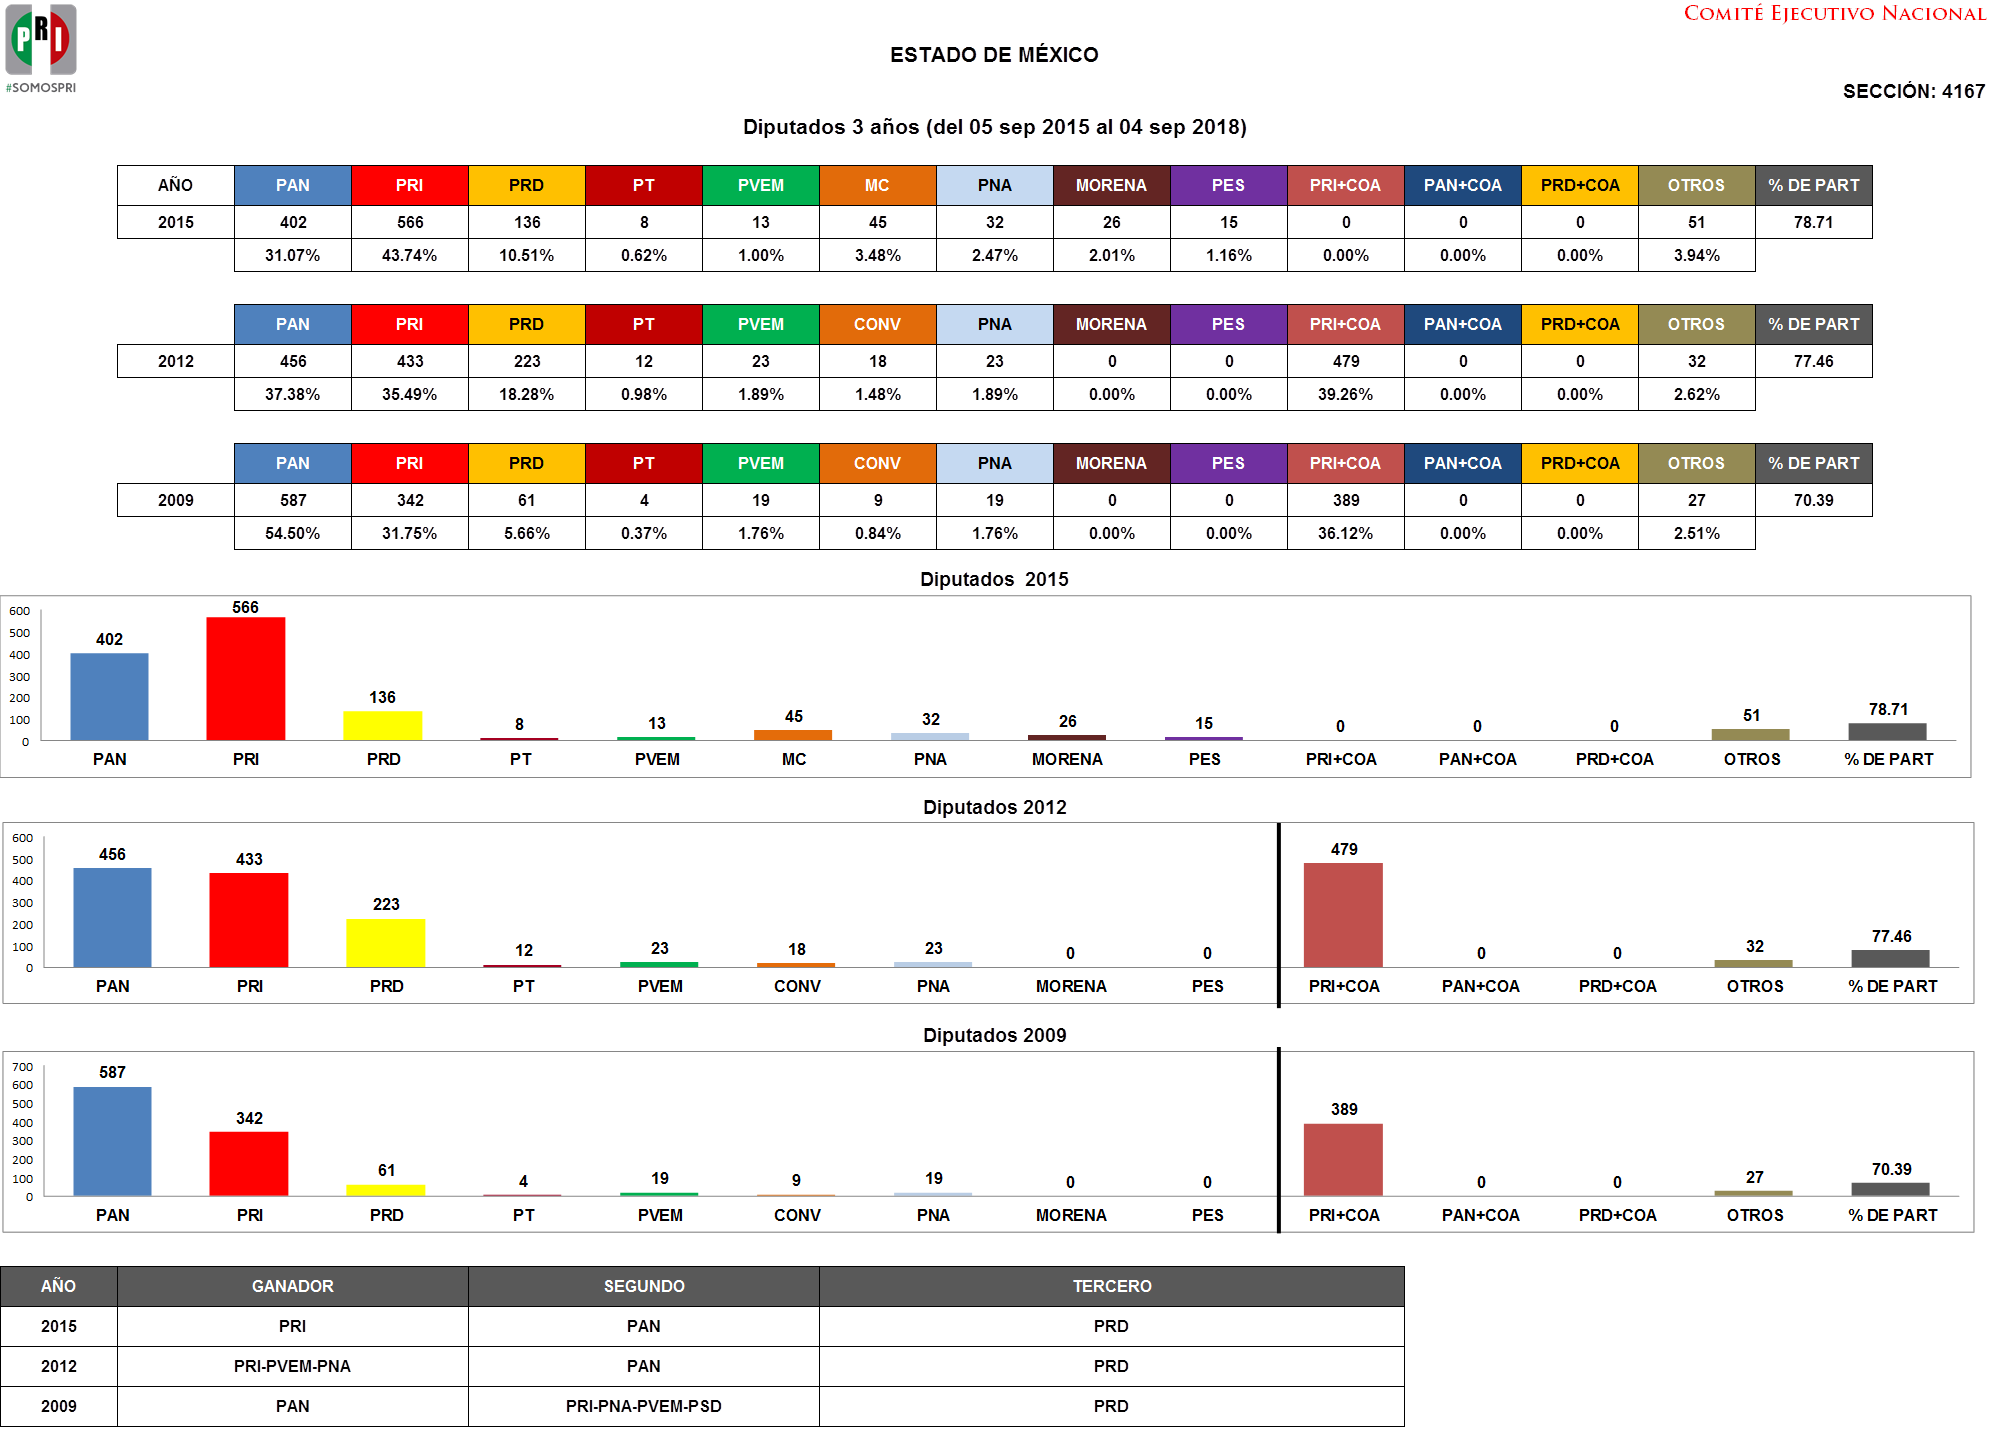 PRI
#SOMOSPRI
COMITÉ EJECUTIVO NACIONAL
ESTADO DE MÉXICO
SECCIÓN: 4167
Diputados 3 años (del 05 sep 2015 al 04 sep 2018)
AÑO PAN PRI PRD PT PVEM MC PNA MORENA PES PRI+COA PAN+COA PRD+COA OTROS % DE PART
2015 402 566 136 8 13 45 32 26 15 0 0 0 51 78.71
31.07% 43.74% 10.51% 0.62% 1.00% 3.48% 2.47% 2.01% 1.16% 0.00% 0.00% 0.00% 3.94%
PAN PRI PRD PT PVEM CONV PNA MORENA PES PRI+COA PAN+COA PRD+COA OTROS % DE PART
2012 456 433 223 12 23 18 23 0 0 479 0 0 32 77.46
37.38% 35.49% 18.28% 0.98% 1.89% 1.48% 1.89% 0.00% 0.00% 39.26% 0.00% 0.00% 2.62%
PAN PRI PRD PT PVEM CONV PNA MORENA PES PRI+COA PAN+COA PRD+COA OTROS % DE PART
2009 587 342 61 4 19 9 19 0 0 389 0 0 27 70.39
54.50% 31.75% 5.66% 0.37% 1.76% 0.84% 1.76% 0.00% 0.00% 36.12% 0.00% 0.00% 2.51%
Diputados 2015
600
500
400
300
200
100
0
402 566 136 8 13 45 32 26 15 0 0 0 51 78.71
PAN PRI PRD PT PVEM MC PNA MORENA PES PRI+COA PAN+COA PRD+COA OTROS % DE PART
Diputados 2012
600
500
400
300
200
100
0
456 433 223 12 23 18 23 0 0 479 0 0 32 77.46
PAN PRI PRD PT PVEM CONV PNA MORENA PES PRI+COA PAN+COA PRD+COA OTROS % DE PART
Diputados 2009
700
600
500
400
300
200
100
0
587 342 61 4 19 9 19 0 0 389 0 0 27 70.39
PAN PRI PRD PT PVEM CONV PNA MORENA PES PRI+COA PAN+COA PRD+COA OTROS % DE PART
AÑO GANADOR SEGUNDO TERCERO
2015 PRI PAN PRD
2012 PRI-PVEM-PNA PAN PRD
2009 PAN PRI-PNA-PVEM-PSD PRD